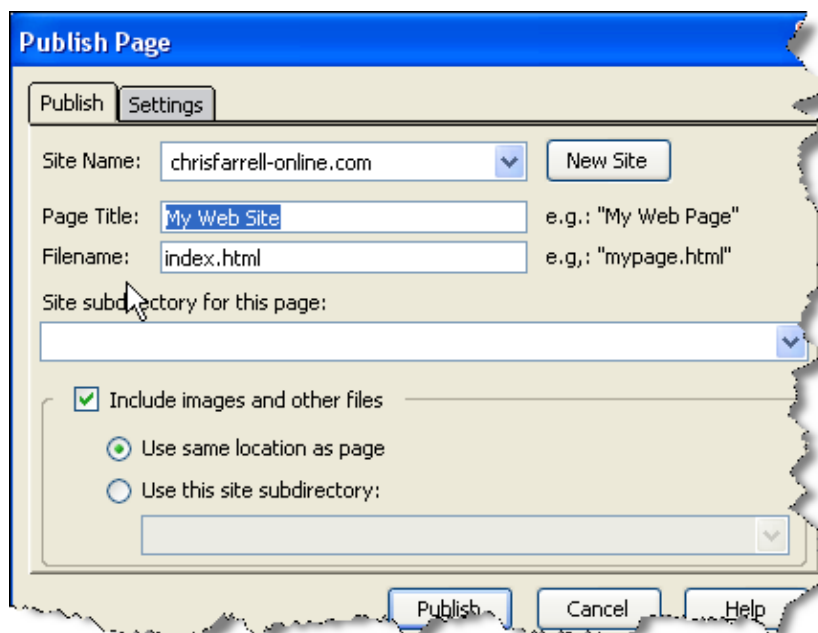 Publish Page
Publish Settings
Site Name: chrisfarrell-online.com New Site
Page Title: My Web Site e.g.: "My Web Page"
Filename: index.html e.g,: "mypage.html"
Site subdirectory for this page:
Include images and other files
Use same location as page
Use this site subdirectory:
Publish Cancel Help